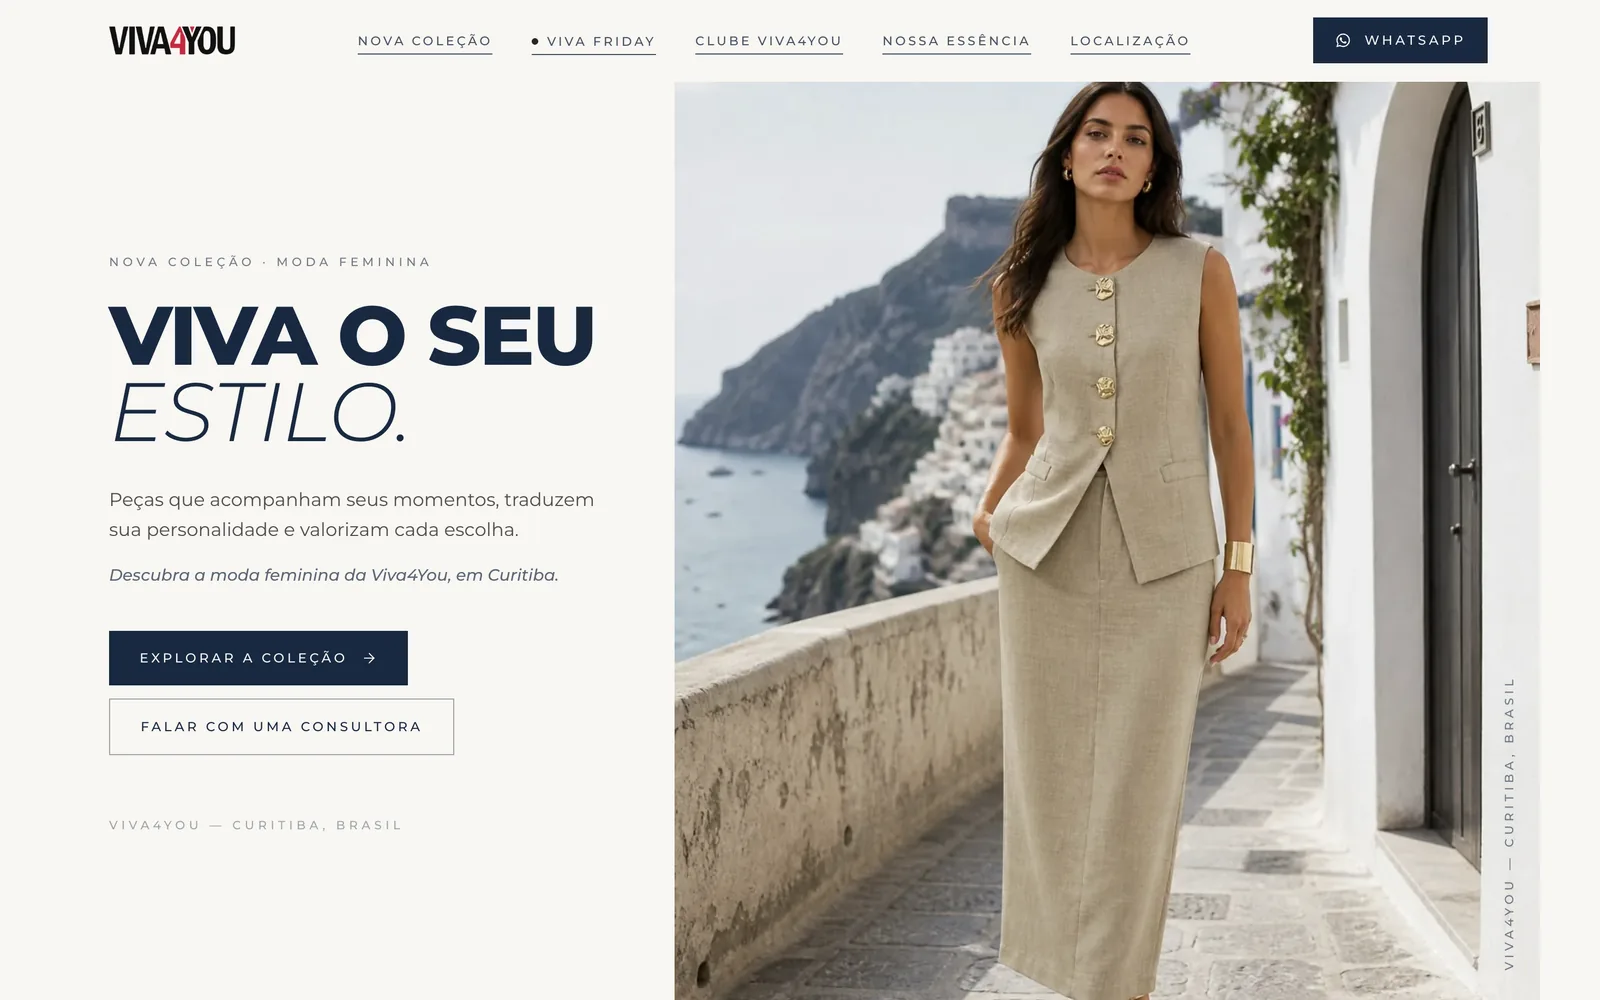 VIVA4YOU
NOVA COLEÇÃO
• VIVA FRIDAY
CLUBE VIVA4YOU
NOSSA ESSÊNCIA
LOCALIZAÇÃO
WHATSAPP
NOVA COLEÇÃO · MODA FEMININA
VIVA O SEU
ESTILO.
Peças que acompanham seus momentos, traduzem
sua personalidade e valorizam cada escolha.
Descubra a moda feminina da Viva4You, em Curitiba.
EXPLORAR A COLEÇÃO →
FALAR COM UMA CONSULTORA
VIVA4YOU — CURITIBA, BRASIL
VIVA4YOU — CURITIBA, BRASIL